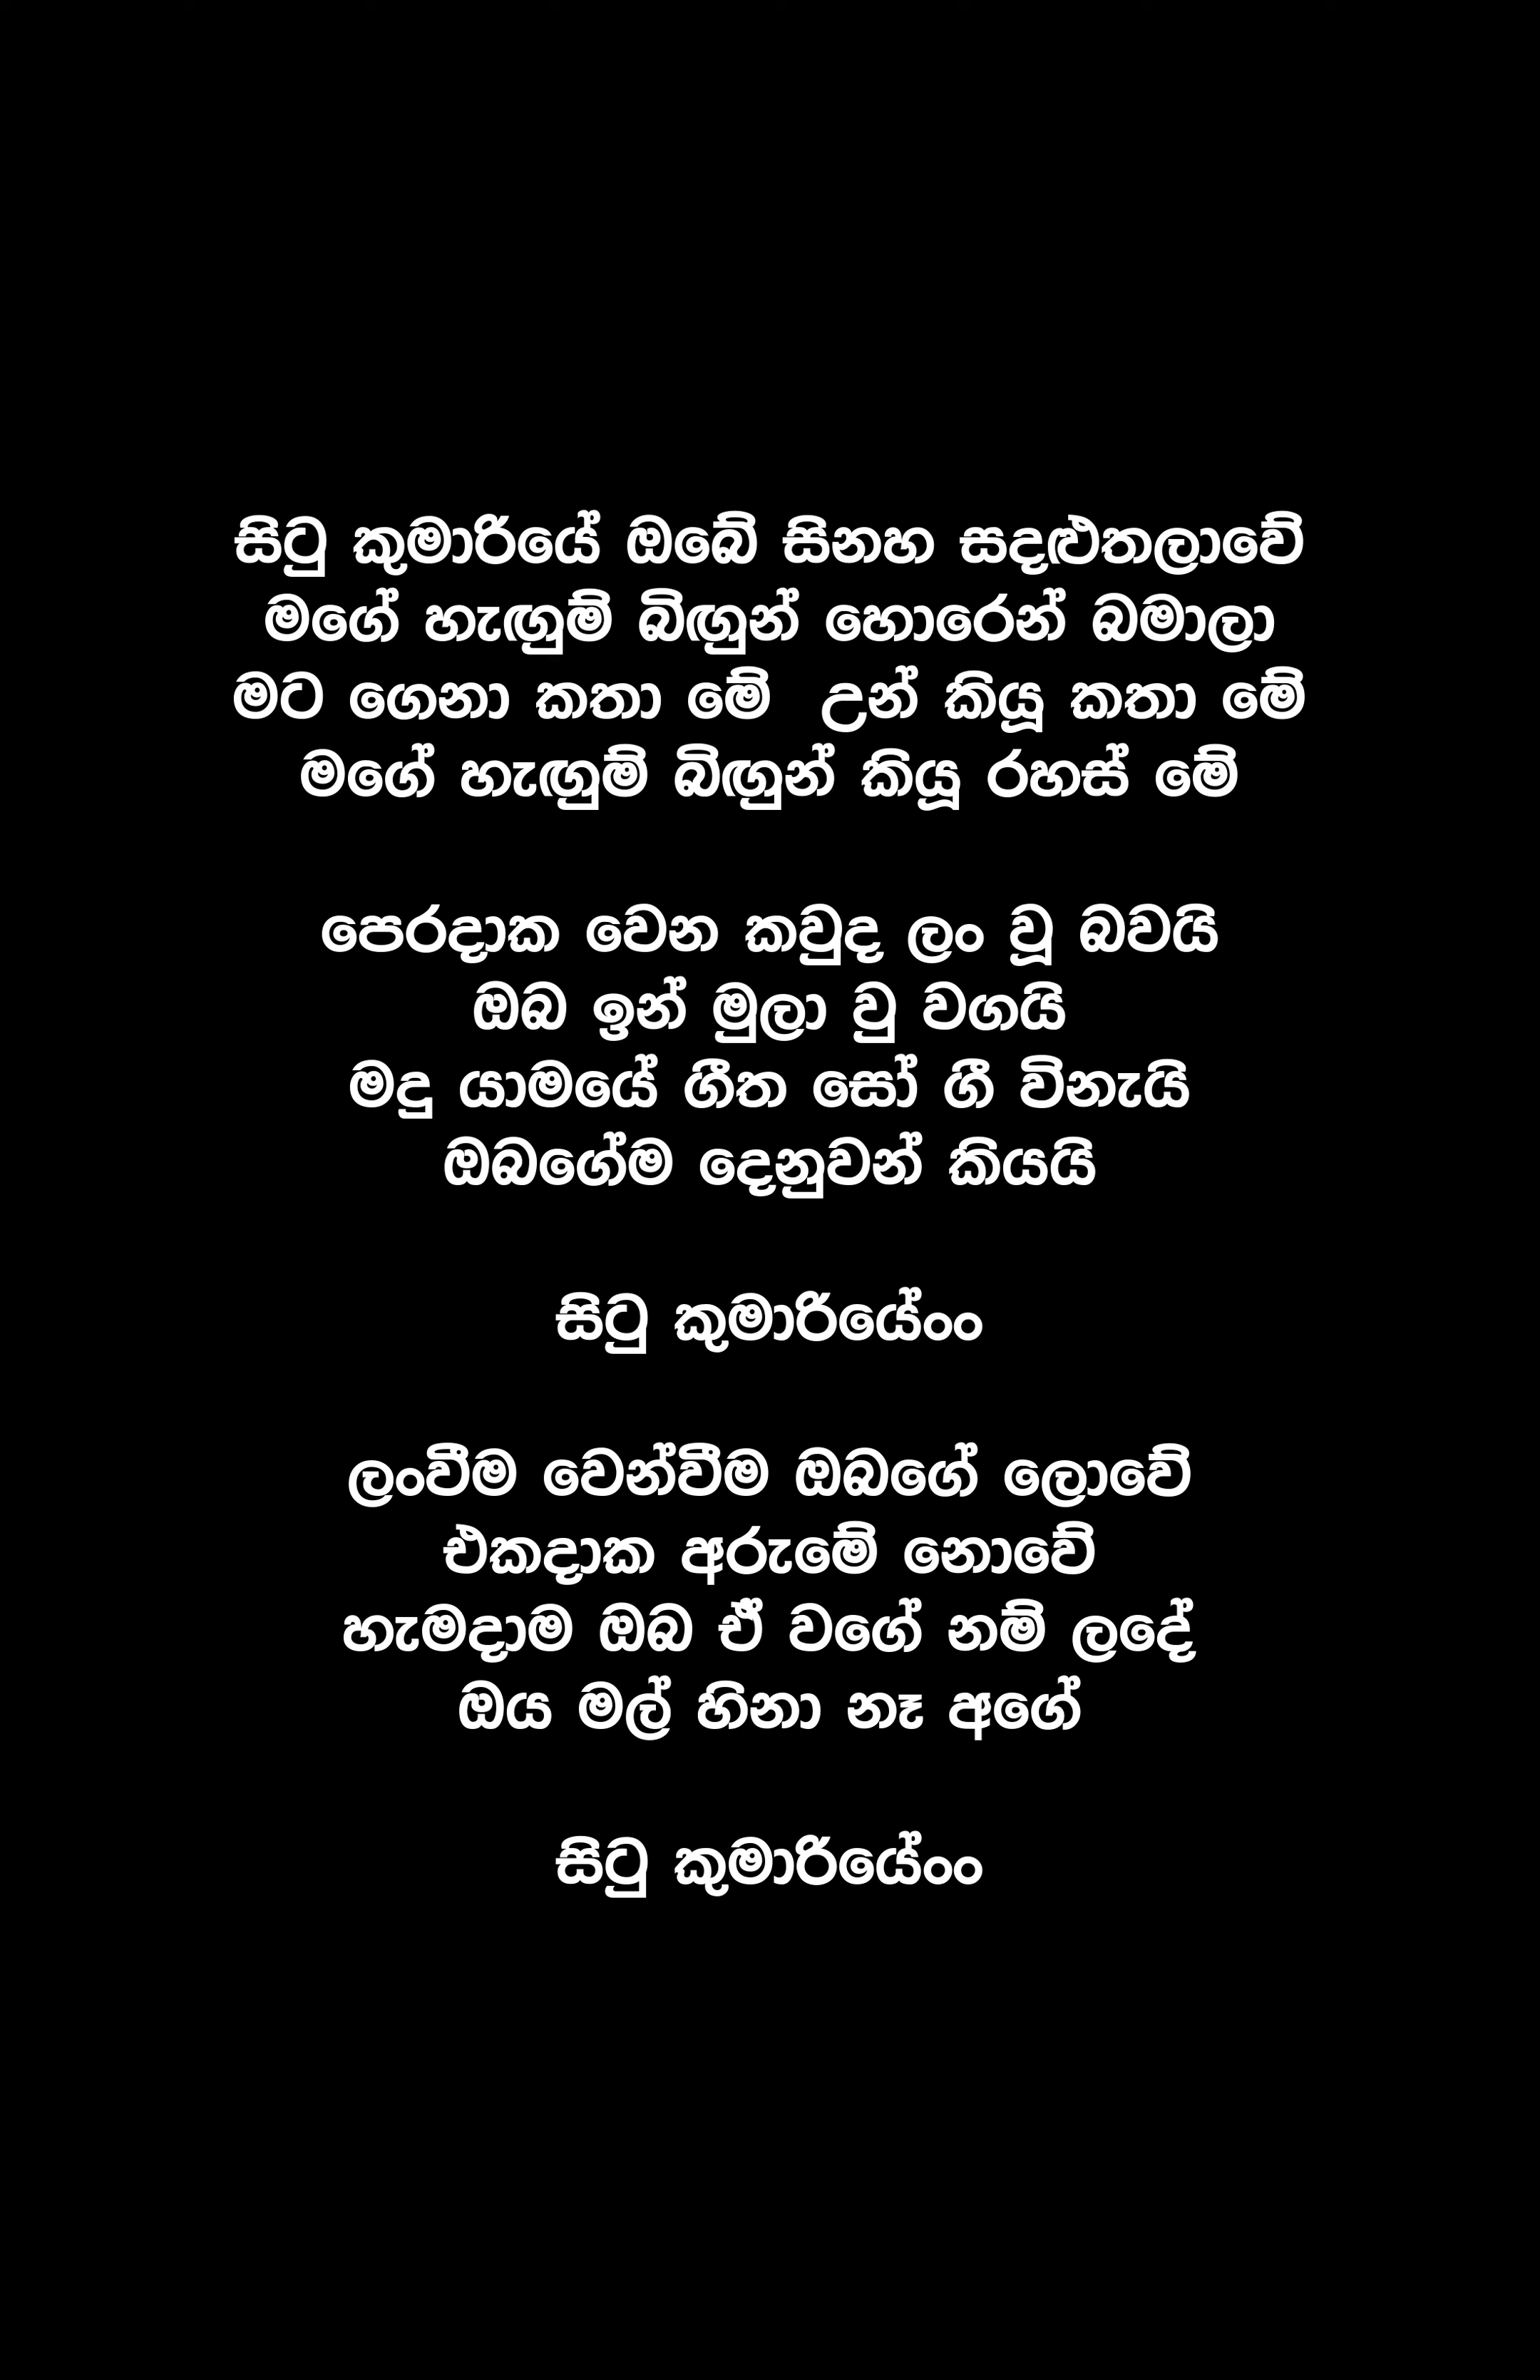 සිටු කුමාරියේ ඔබේ සිනහ සඳළුතලාවේ
මගේ හැඟුම් බිඟුන් හොරෙන් බමාලා
මට ගෙනා කතා මේ  උන් කියූ කතා මේ
මගේ හැඟුම් බිඟුන් කියූ රහස් මේ
පෙරදාක වෙන කවුද ලං වූ බවයි
ඔබ ඉන් මුලා වු වගයි
මදු යාමයේ ගීත සෝ ගී විනැයි
ඔබගේම දෙනුවන් කියයි
සිටු කුමාරියේංං
ලංවීම වෙන්වීම ඔබගේ ලොවේ
එකදාක අරුමේ නොවේ
හැමදාම ඔබ ඒ වගේ නම් ලදේ
ඔය මල් හිනා නෑ අගේ
සිටු කුමාරියේංං